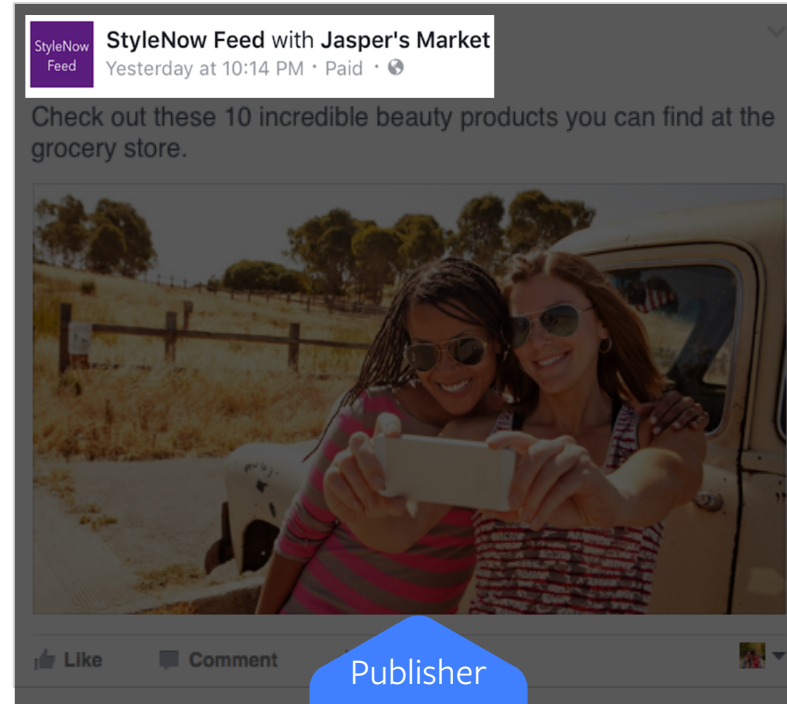 StyleNow
Feed
StyleNow Feed with Jasper's Market
Yesterday at 10:14 PM · Paid ·
Check out these 10 incredible beauty products you can find at the
grocery store.
Like
Comment
Publisher